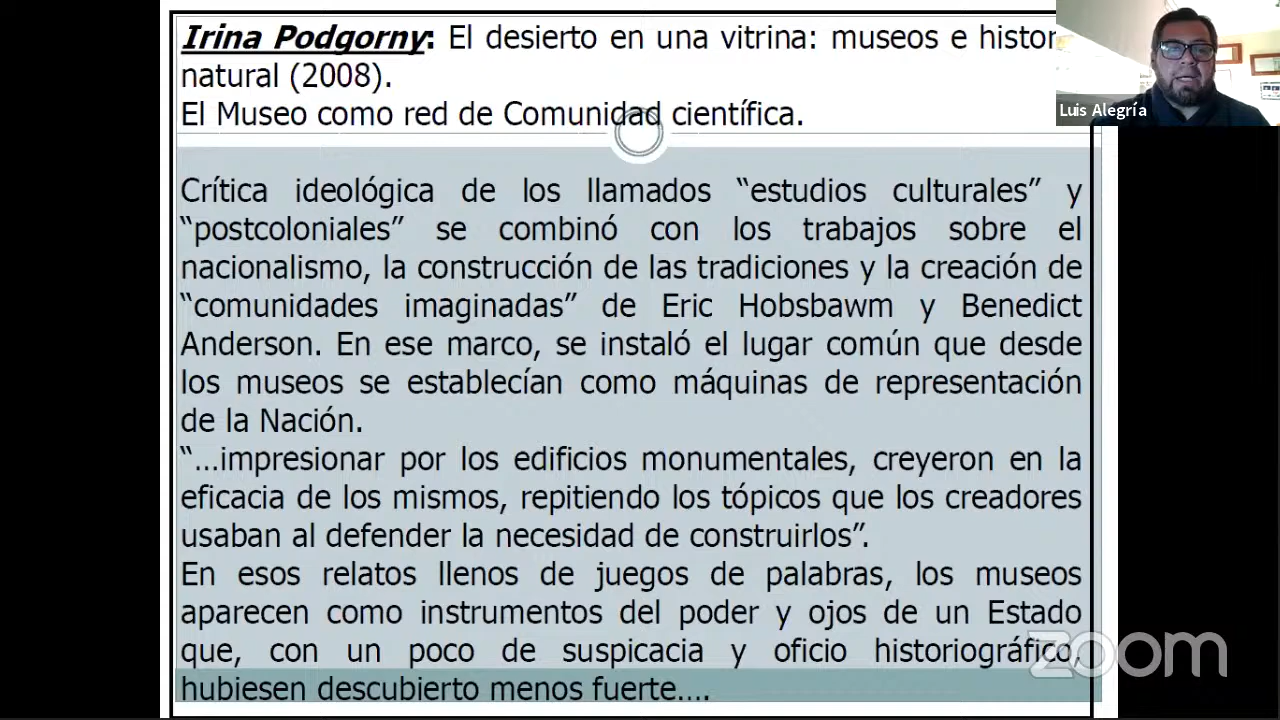 Irina Podgorny: El desierto en una vitrina: museos e histor
natural (2008).
El Museo como red de Comunidad científica.
Luis Alegría
Crítica ideológica de los llamados “estudios culturales” y
“postcoloniales” se combinó con los trabajos sobre el
nacionalismo, la construcción de las tradiciones y la creación de
“comunidades imaginadas” de Eric Hobsbawm y Benedict
Anderson. En ese marco, se instaló el lugar común que desde
los museos se establecían como máquinas de representación
de la Nación.
“…impresionar por los edificios monumentales, creyeron en la
eficacia de los mismos, repitiendo los tópicos que los creadores
usaban al defender la necesidad de construirlos”.
En esos relatos llenos de juegos de palabras, los museos
aparecen como instrumentos del poder y ojos de un Estado
que, con un poco de suspicacia y oficio historiográfico,
hubiesen descubierto menos fuerte….
zoom